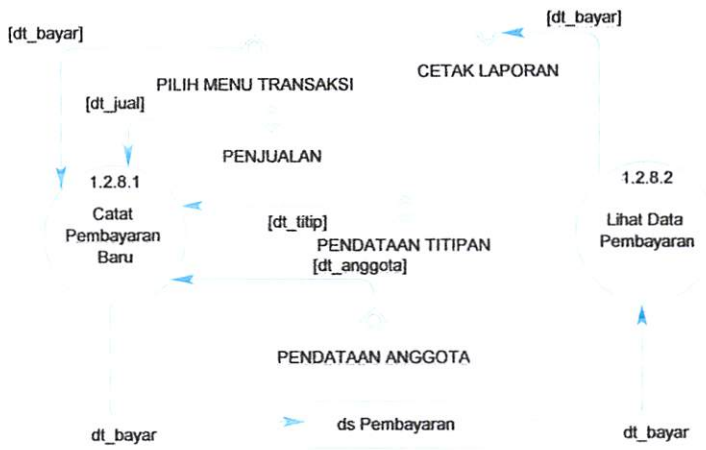 [dt_bayar]
[dt_bayar]
CETAK LAPORAN
PILIH MENU TRANSAKSI
[dt_jual]
PENJUALAN
1.2.8.1
Catat
Pembayaran
Baru
1.2.8.2
Lihat Data
Pembayaran
[dt_titip]
PENDATAAN TITIPAN
[dt_anggota]
PENDATAAN ANGGOTA
dt_bayar
ds Pembayaran
dt_bayar